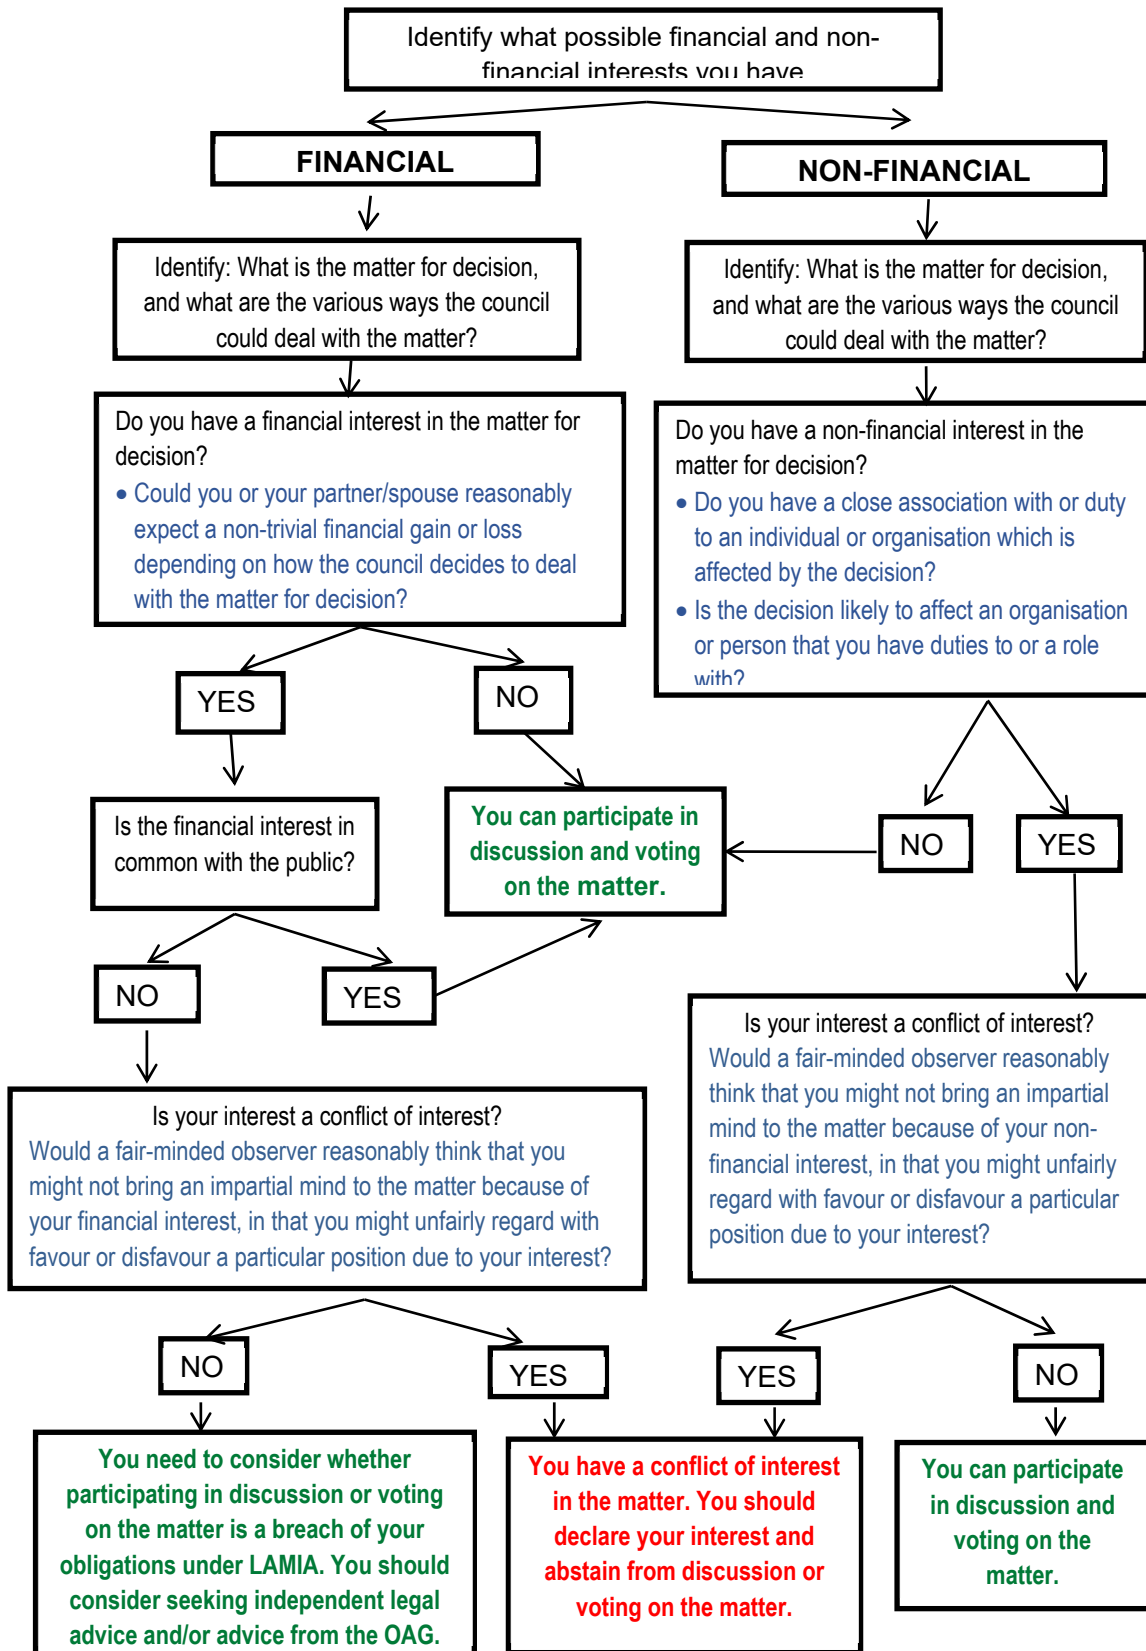 Identify what possible financial and non-
financial interests you have
FINANCIAL
NON-FINANCIAL
Identify: What is the matter for decision,
and what are the various ways the council
could deal with the matter?
Identify: What is the matter for decision,
and what are the various ways the council
could deal with the matter?
Do you have a financial interest in the matter for
decision?
• Could you or your partner/spouse reasonably
expect a non-trivial financial gain or loss
depending on how the council decides to deal
with the matter for decision?
Do you have a non-financial interest in the
matter for decision?
• Do you have a close association with or duty
to an individual or organisation which is
affected by the decision?
• Is the decision likely to affect an organisation
or person that you have duties to or a role
with?
YES
NO
Is the financial interest in
common with the public?
You can participate in
discussion and voting
on the matter.
NO
YES
NO
YES
Is your interest a conflict of interest?
Would a fair-minded observer reasonably think that you
might not bring an impartial mind to the matter because of
your financial interest, in that you might unfairly regard with
favour or disfavour a particular position due to your interest?
Is your interest a conflict of interest?
Would a fair-minded observer reasonably
think that you might not bring an impartial
mind to the matter because of your non-
financial interest, in that you might unfairly
regard with favour or disfavour a particular
position due to your interest?
NO
YES
YES
NO
You need to consider whether
participating in discussion or voting
on the matter is a breach of your
obligations under LAMIA. You should
consider seeking independent legal
advice and/or advice from the OAG.
You have a conflict of interest
in the matter. You should
declare your interest and
abstain from discussion or
voting on the matter.
You can participate
in discussion and
voting on the
matter.